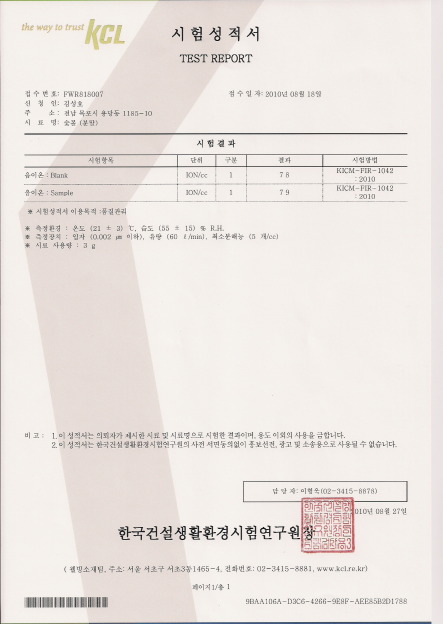 the way to trust KCL
시험성적서
TEST REPORT
접 수 번 호: FWR818007
접 수 일 자: 2010년 08월 18일
신 청 인: 김성호
주 소: 전남 목포시 용당동 1185-10
시 료 명: 숯봉 (분말)
시 험 결 과
시험항목 단위 구분 결과 시험방법
음이온 : Blank ION/cc 1 7 8 KICM-FIR-1042 : 2010
음이온 : Sample ION/cc 1 7 9 KICM-FIR-1042 : 2010
※ 시험성적서 이용목적 :품질관리
※ 측정환경 : 온도 (21 ± 3) ℃, 습도 (55 ± 15) % R.H.
※ 측정장치 : 입자 (0.002 ㎛ 이하), 유량 (60 ℓ/min), 최소분해능 (5 개/cc)
※ 시료 사용량 : 3 g
비 고 : 1.이 성적서는 의뢰자가 제시한 시료 및 시료명으로 시험한 결과이며, 용도 이외의 사용을 금합니다.
2.이 성적서는 한국건설생활환경시험연구원의 사전 서면동의없이 홍보선전, 광고 및 소송용으로 사용될 수 없습니다.
담 당 자: 이형욱(02-3415-8878)
2010년 08월 27일
한국건설생활환경시험연구원장
( 웰빙소재팀, 주소: 서울 서초구 서초3동1465-4, 전화번호: 02-3415-8881, www.kcl.re.kr)
페이지1/총 1
9BAA106A-D3C6-4266-9E8F-AEE85B2D1788